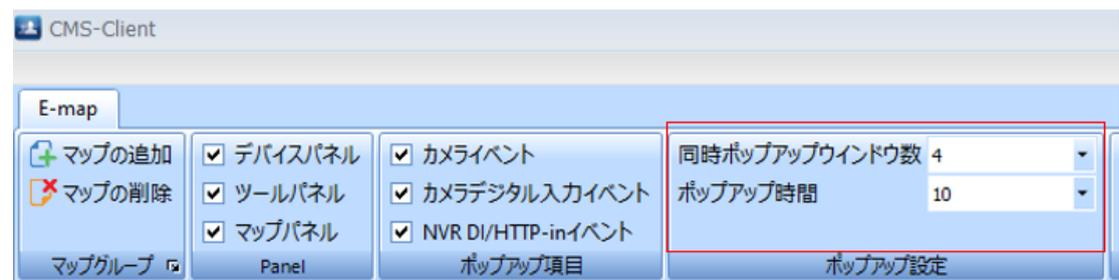 CMS-Client
E-map
マップの追加
マップの削除
マップグループ
デバイスパネル
ツールパネル
マップパネル
Panel
カメライベント
カメラデジタル入力イベント
NVR DI/HTTP-inイベント
ポップアップ項目
同時ポップアップウインドウ数 4
ポップアップ時間 10
ポップアップ設定